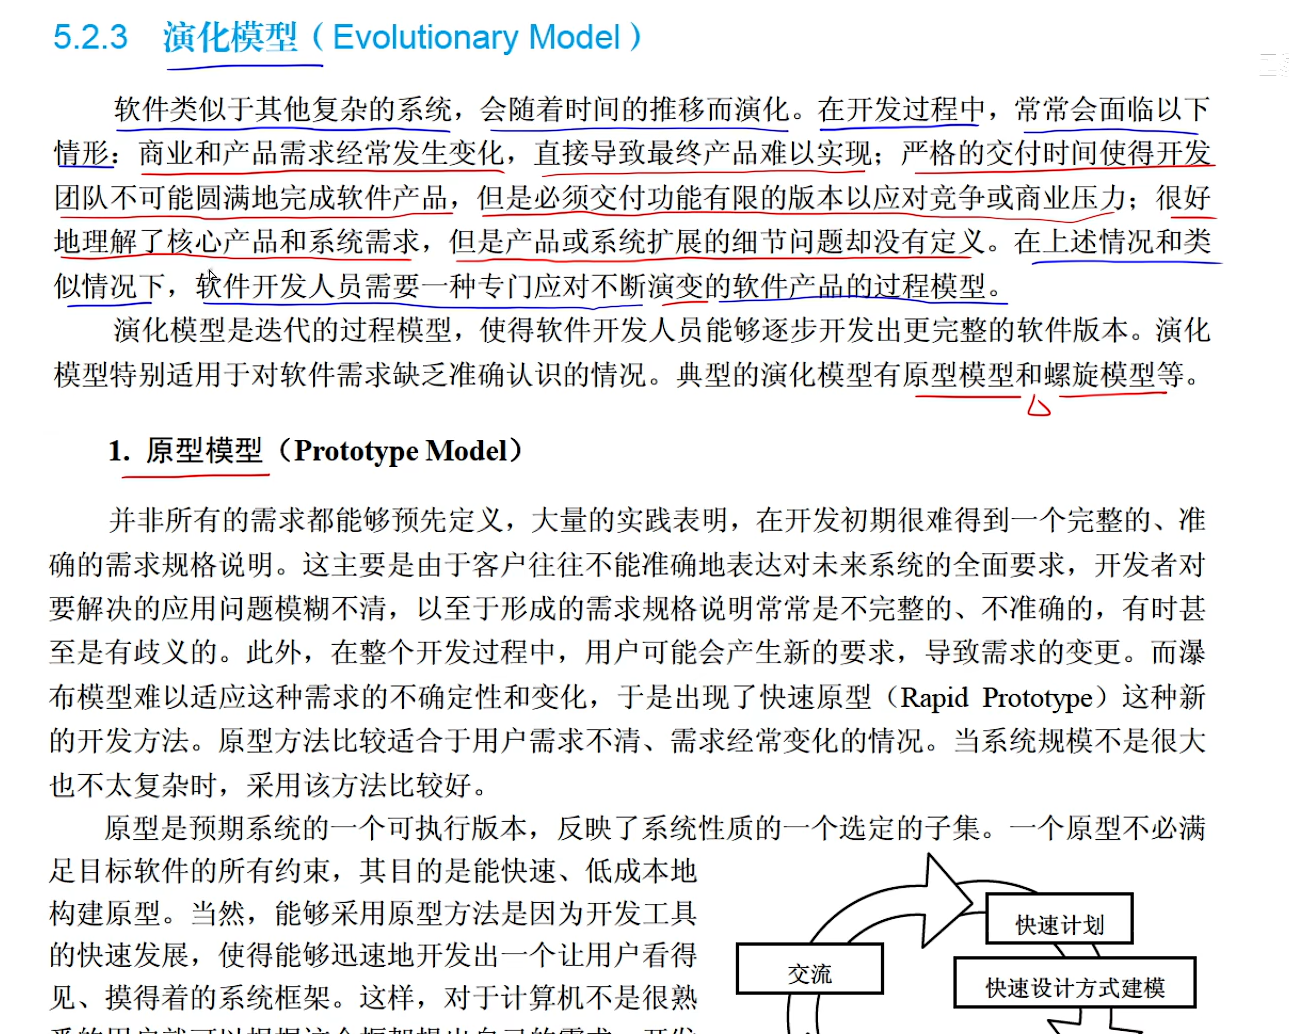 5.2.3 演化模型（Evolutionary Model）
软件类似于其他复杂的系统，会随着时间的推移而演化。在开发过程中，常常会面临以下
情形：商业和产品需求经常发生变化，直接导致最终产品难以实现；严格的交付时间使得开发
团队不可能圆满地完成软件产品，但是必须交付功能有限的版本以应对竞争或商业压力；很好
地理解了核心产品和系统需求，但是产品或系统扩展的细节问题却没有定义。在上述情况和类
似情况下，软件开发人员需要一种专门应对不断演变的软件产品的过程模型。
演化模型是迭代的过程模型，使得软件开发人员能够逐步开发出更完整的软件版本。演化
模型特别适用于对软件需求缺乏准确认识的情况。典型的演化模型有原型模型和螺旋模型等。
1. 原型模型（Prototype Model）
并非所有的需求都能够预先定义，大量的实践表明，在开发初期很难得到一个完整的、准
确的需求规格说明。这主要是由于客户往往不能准确地表达对未来系统的全面要求，开发者对
要解决的应用问题模糊不清，以至于形成的需求规格说明常常是不完整的、不准确的，有时甚
至是有歧义的。此外，在整个开发过程中，用户可能会产生新的要求，导致需求的变更。而瀑
布模型难以适应这种需求的不确定性和变化，于是出现了快速原型（Rapid Prototype）这种新
的开发方法。原型方法比较适合于用户需求不清、需求经常变化的情况。当系统规模不是很大
也不太复杂时，采用该方法比较好。
原型是预期系统的一个可执行版本，反映了系统性质的一个选定的子集。一个原型不必满
足目标软件的所有约束，其目的是能快速、低成本地
构建原型。当然，能够采用原型方法是因为开发工具
的快速发展，使得能够迅速地开发出一个让用户看得
见、摸得着的系统框架。这样，对于计算机不是很熟
快速计划
交流
快速设计方式建模